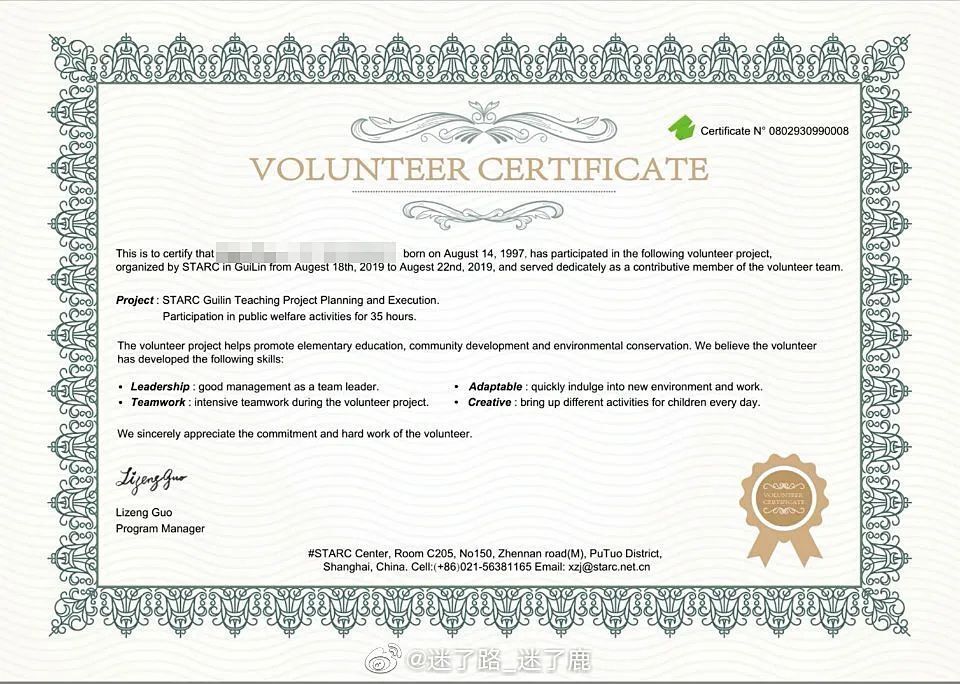 Certificate N° 0802930990008
VOLUNTEER CERTIFICATE
This is to certify that born on August 14, 1997, has participated in the following volunteer project,
organized by STARC in GuiLin from Augest 18th, 2019 to Augest 22nd, 2019, and served dedicately as a contributive member of the volunteer team.
Project : STARC Guilin Teaching Project Planning and Execution.
Participation in public welfare activities for 35 hours.
The volunteer project helps promote elementary education, community development and environmental conservation. We believe the volunteer
has developed the following skills:
• Leadership : good management as a team leader.
• Adaptable : quickly indulge into new environment and work.
• Teamwork : intensive teamwork during the volunteer project.
• Creative : bring up different activities for children every day.
We sincerely appreciate the commitment and hard work of the volunteer.
Lizeng Guo
Lizeng Guo
Program Manager
VOLUNTEER
CERTIFICATE
#STARC Center, Room C205, No150, Zhennan road(M), PuTuo District,
Shanghai, China. Cell:(+86)021-56381165 Email: xzj@starc.net.cn
@迷了路_迷了鹿